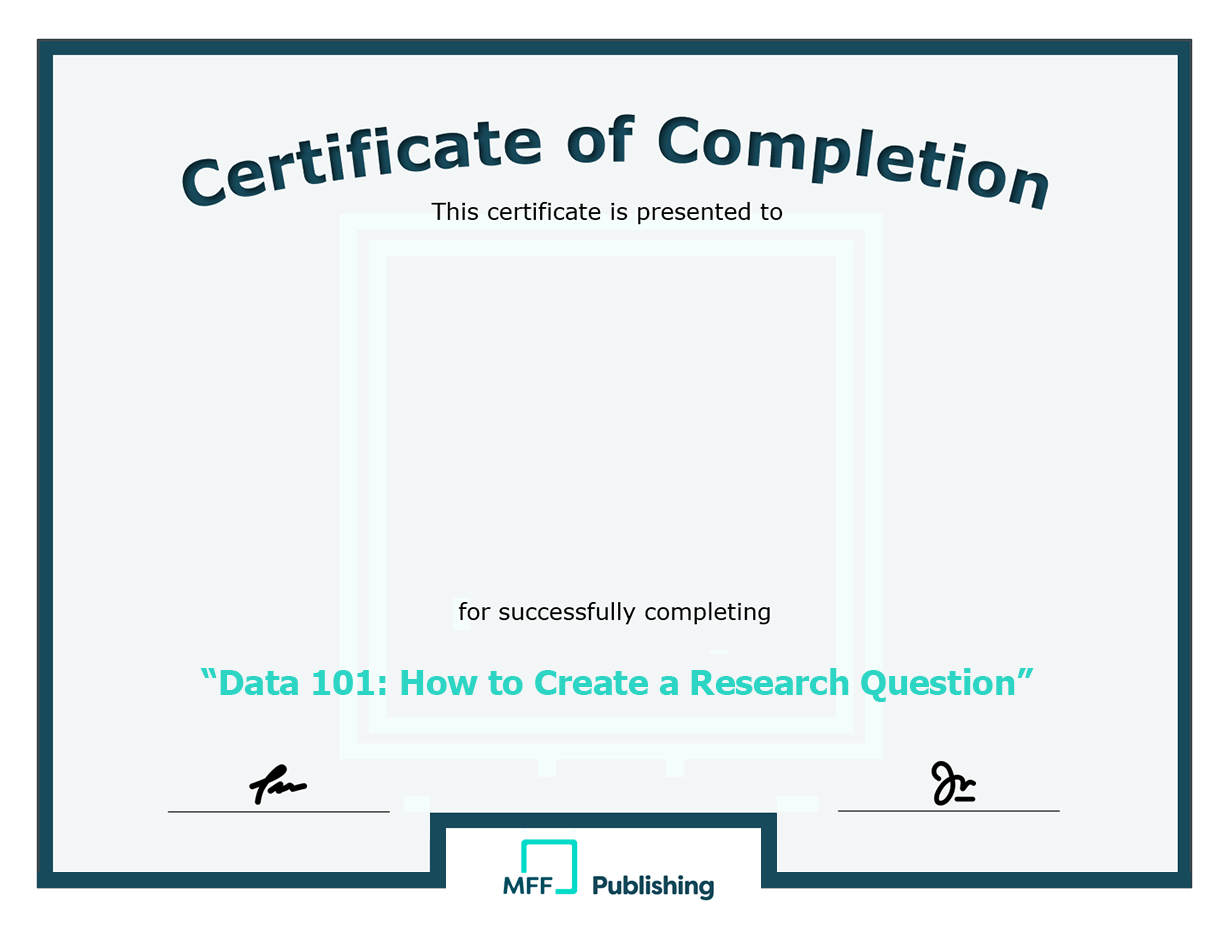 Certificate of Completion
This certificate is presented to
for successfully completing
“Data 101: How to Create a Research Question”
MFF Publishing